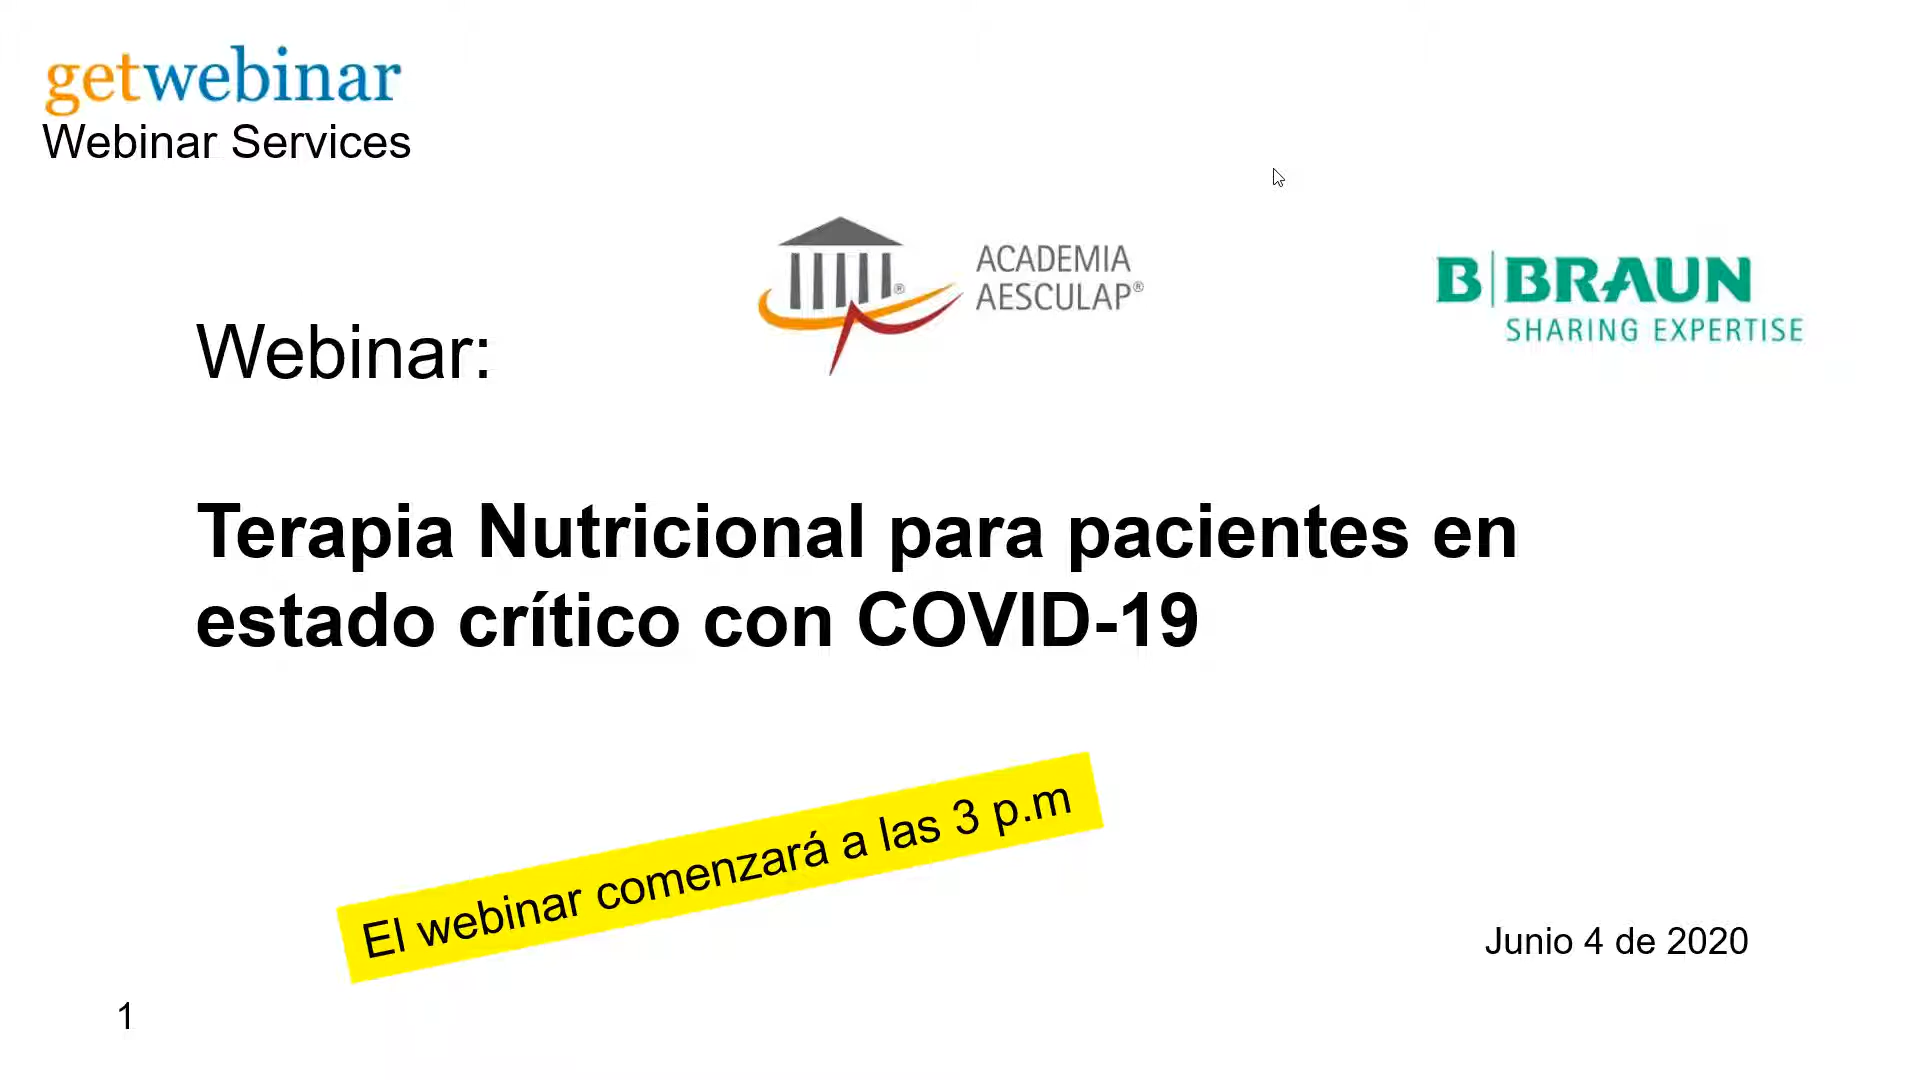 getwebinar
Webinar Services
ACADEMIA
AESCULAP®
B|BRAUN
SHARING EXPERTISE
Webinar:
Terapia Nutricional para pacientes en
estado crítico con COVID-19
El webinar comenzará a las 3 p.m
Junio 4 de 2020
1